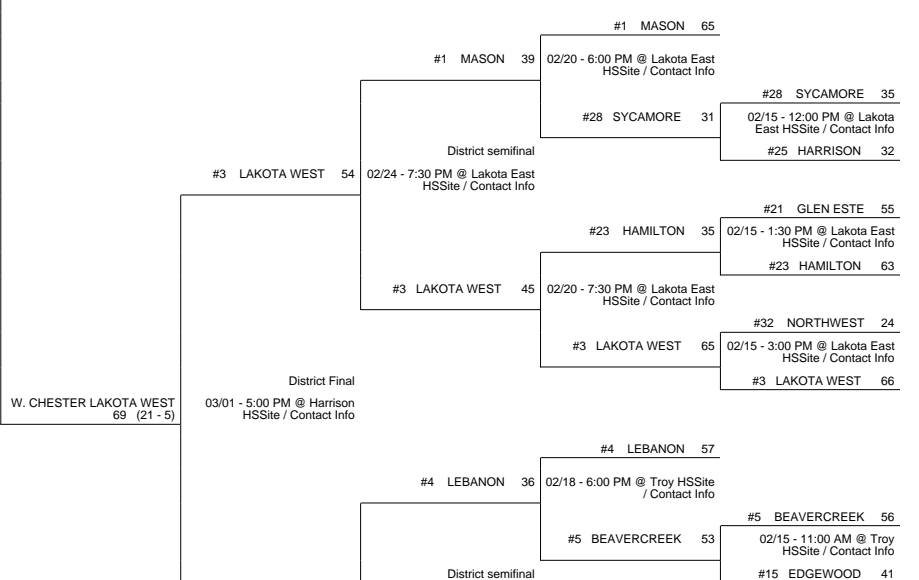 #1 MASON 65
#1 MASON 39
02/20 - 6:00 PM @ Lakota East
HSSite / Contact Info
#28 SYCAMORE 35
#28 SYCAMORE 31
02/15 - 12:00 PM @ Lakota
East HSSite / Contact Info
#25 HARRISON 32
District semifinal
#3 LAKOTA WEST 54
02/24 - 7:30 PM @ Lakota East
HSSite / Contact Info
#21 GLEN ESTE 55
#23 HAMILTON 35
02/15 - 1:30 PM @ Lakota East
HSSite / Contact Info
#23 HAMILTON 63
#3 LAKOTA WEST 45
02/20 - 7:30 PM @ Lakota East
HSSite / Contact Info
#32 NORTHWEST 24
#3 LAKOTA WEST 65
02/15 - 3:00 PM @ Lakota East
HSSite / Contact Info
#3 LAKOTA WEST 66
District Final
W. CHESTER LAKOTA WEST
69 (21 - 5)
03/01 - 5:00 PM @ Harrison
HSSite / Contact Info
#4 LEBANON 57
#4 LEBANON 36
02/18 - 6:00 PM @ Troy HSSite
/ Contact Info
#5 BEAVERCREEK 56
#5 BEAVERCREEK 53
02/15 - 11:00 AM @ Troy
HSSite / Contact Info
District semifinal
#15 EDGEWOOD 41